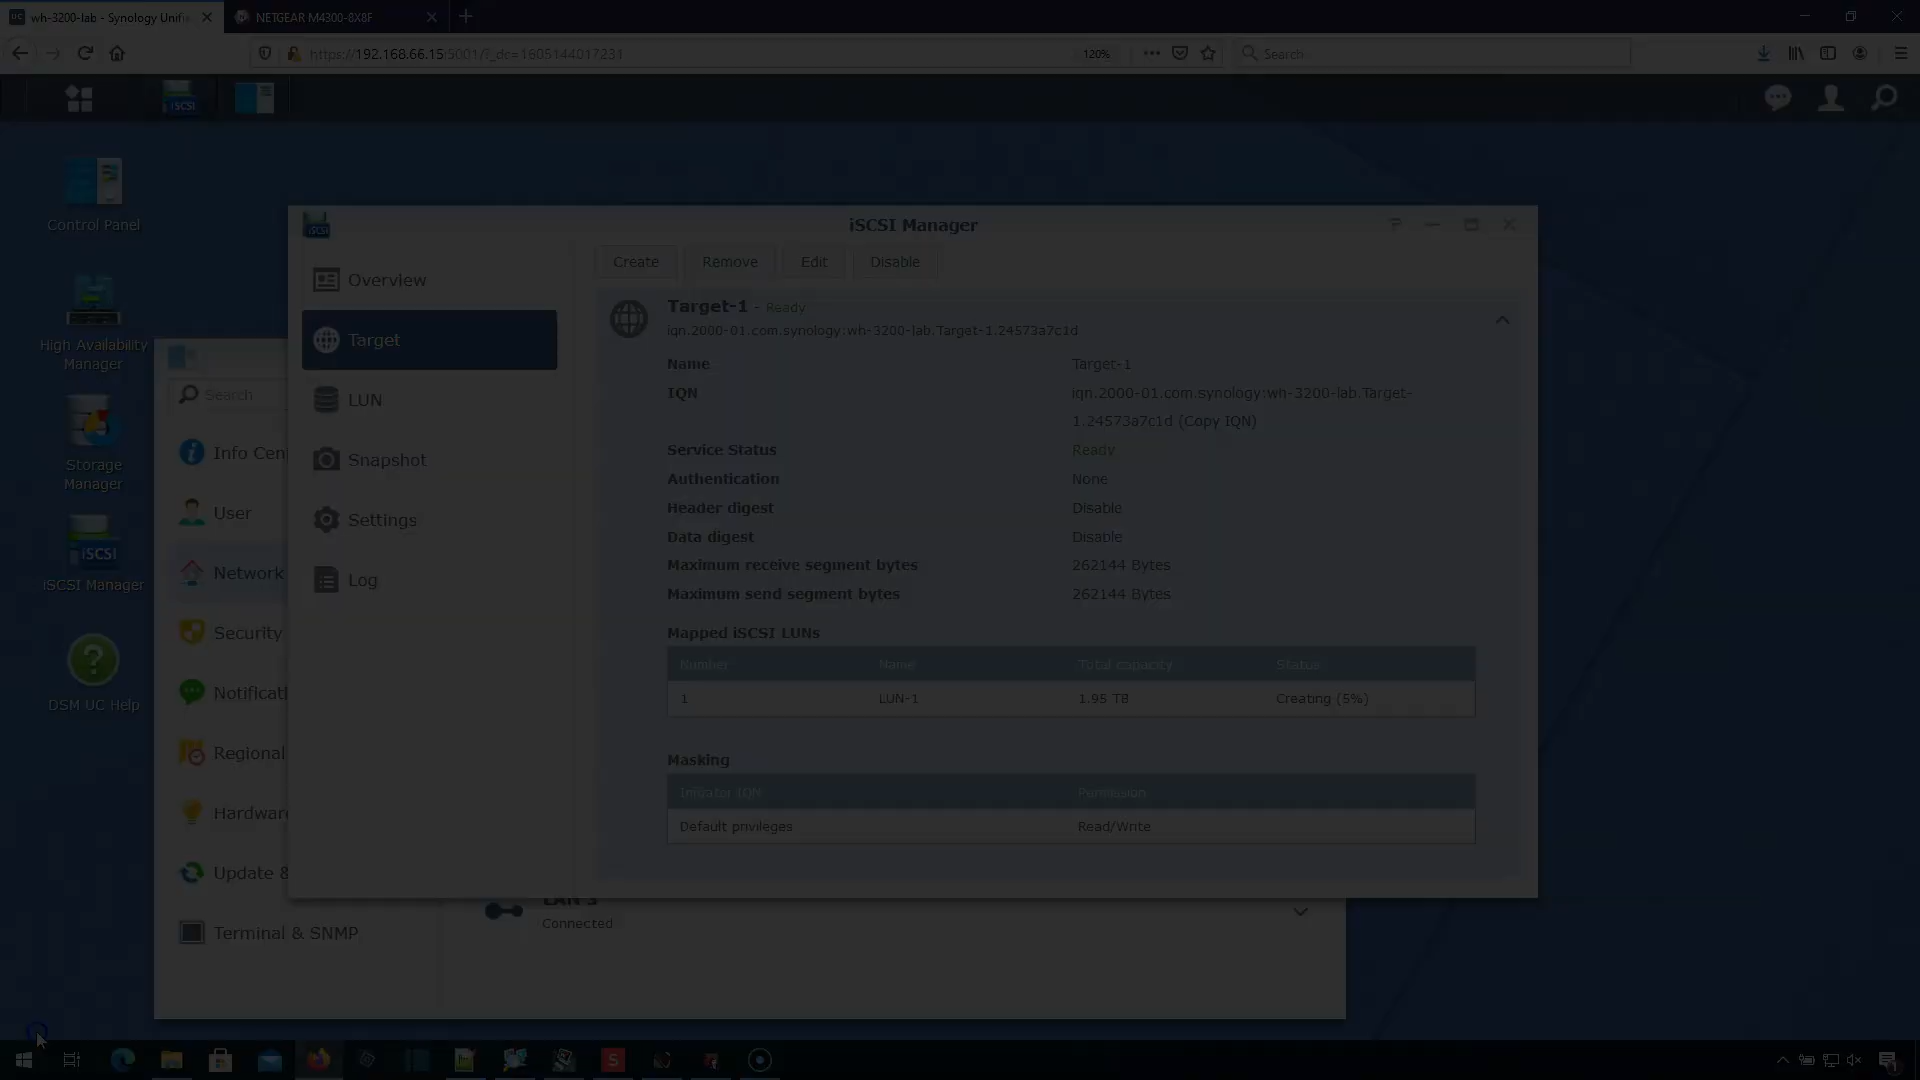 wh-3200-lab - Synology Unifie
NETGEAR M4300-8X8F
https://192.168.66.15:5001/?_dc=1605144017231
120%
Search
iSCSI
Control Panel
High Availability
Manager
Storage
Manager
iSCSI
iSCSI Manager
DSM UC Help
Search
Info Cen
User
Network
Security
Notificati
Regional
Hardware
Update &
Terminal & SNMP
LAN 3
Connected
iSCSI
iSCSI Manager
Overview
Target
LUN
Snapshot
Settings
Log
Create
Remove
Edit
Disable
Target-1 - Ready
iqn.2000-01.com.synology:wh-3200-lab.Target-1.24573a7c1d
Name Target-1
IQN iqn.2000-01.com.synology:wh-3200-lab.Target-
1.24573a7c1d (Copy IQN)
Service Status Ready
Authentication None
Header digest Disable
Data digest Disable
Maximum receive segment bytes 262144 Bytes
Maximum send segment bytes 262144 Bytes
Mapped iSCSI LUNs
Number Name Total capacity Status
1 LUN-1 1.95 TB Creating (5%)
Masking
Initiator IQN Permission
Default privileges Read/Write